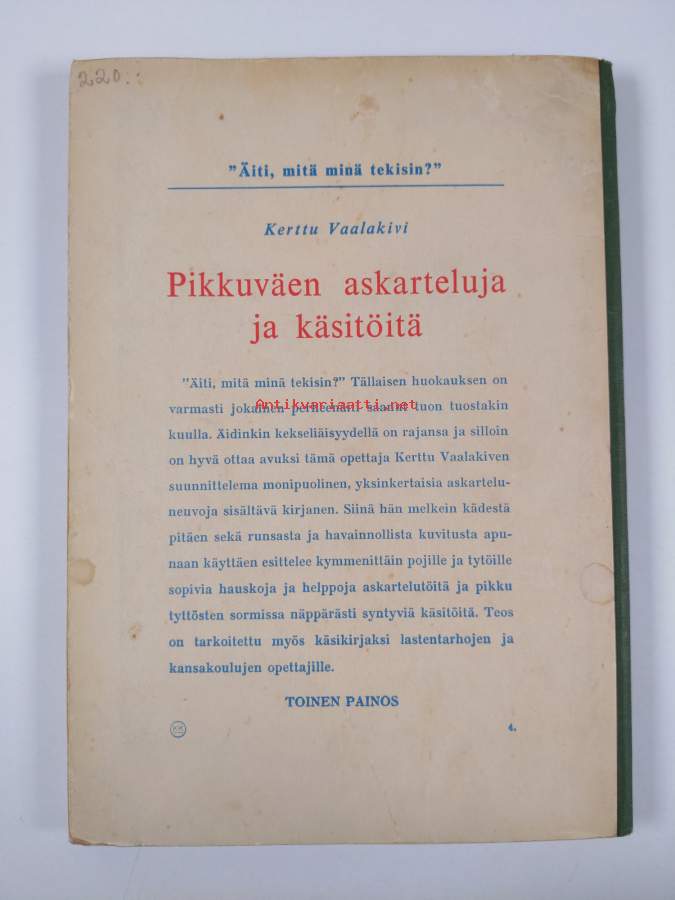 220:
"Äiti, mitä minä tekisin?"
Kerttu Vaalakivi
Pikkuväen askarteluja
ja käsitöitä
"Äiti, mitä minä tekisin?" Tällaisen huokauksen on
varmasti jokainen perheenäiti saanut tuon tuostakin
Antikvariaatti.net
kuulla. Äidinkin kekseliäisyydellä on rajansa ja silloin
on hyvä ottaa avuksi tämä opettaja Kerttu Vaalakiven
suunnittelema monipuolinen, yksinkertaisia askartelu-
neuvoja sisältävä kirjanen. Siinä hän melkein kädestä
pitäen sekä runsasta ja havainnollista kuvitusta apu-
naan käyttäen esittelee kymmenittäin pojille ja tytöille
sopivia hauskoja ja helppoja askartelutöitä ja pikku
tyttösten sormissa näppärästi syntyviä käsitöitä. Teos
on tarkoitettu myös käsikirjaksi lastentarhojen ja
kansakoulujen opettajille.
TOINEN PAINOS
4.